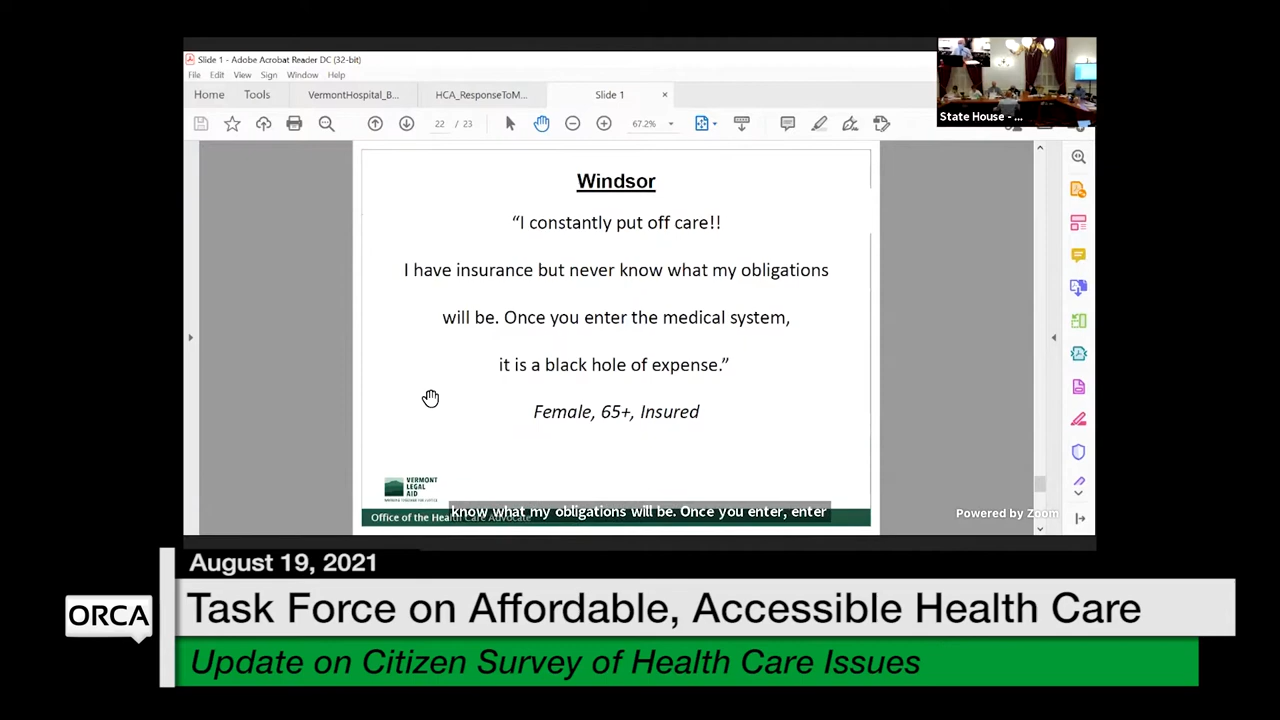 Slide 1 - Adobe Acrobat Reader DC (32-bit)
File Edit View Sign Window Help
Home Tools VermontHospital_B... HCA_ResponseToM... Slide 1 ×
22 / 23 67.2%
State House - ...
Windsor
“I constantly put off care!!
I have insurance but never know what my obligations
will be. Once you enter the medical system,
it is a black hole of expense.”
Female, 65+, Insured
VERMONT
LEGAL
AID
know what my obligations will be. Once you enter, enter
Office of the Health Care Advocate
Powered by Zoom
August 19, 2021
ORCA
Task Force on Affordable, Accessible Health Care
Update on Citizen Survey of Health Care Issues